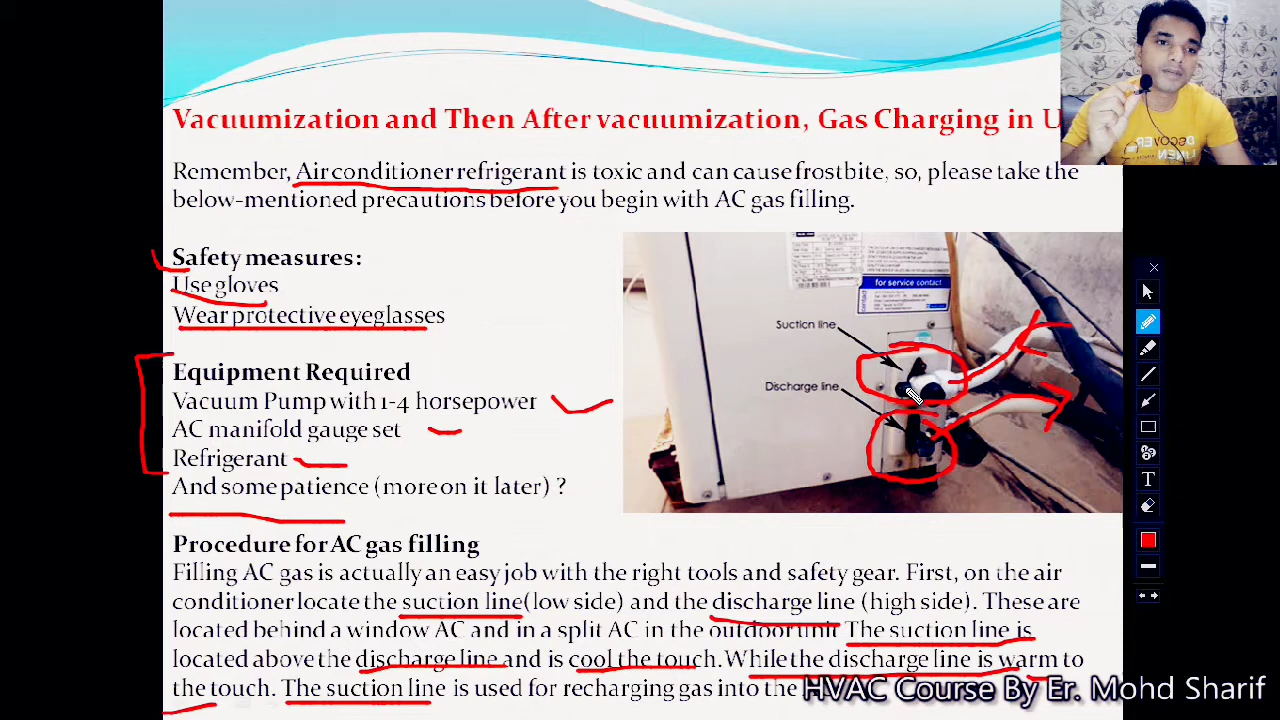 Vacuumization and Then After vacuumization, Gas Charging in U
Remember, Air conditioner refrigerant is toxic and can cause frostbite, so, please take the
below-mentioned precautions before you begin with AC gas filling.
Safety measures:
Use gloves
Wear protective eyeglasses
Equipment Required
Vacuum Pump with 1-4 horsepower
AC manifold gauge set
Refrigerant
And some patience (more on it later) ?
for service contact
Suction line
Discharge line
Procedure for AC gas filling
Filling AC gas is actually an easy job with the right tools and safety gear. First, on the air
conditioner locate the suction line(low side) and the discharge line (high side). These are
located behind a window AC and in a split AC in the outdoor unit The suction line is
located above the discharge line and is cool the touch. While the discharge line is warm to
the touch. The suction line is used for recharging gas into the
HVAC Course By Er. Mohd Sharif
T